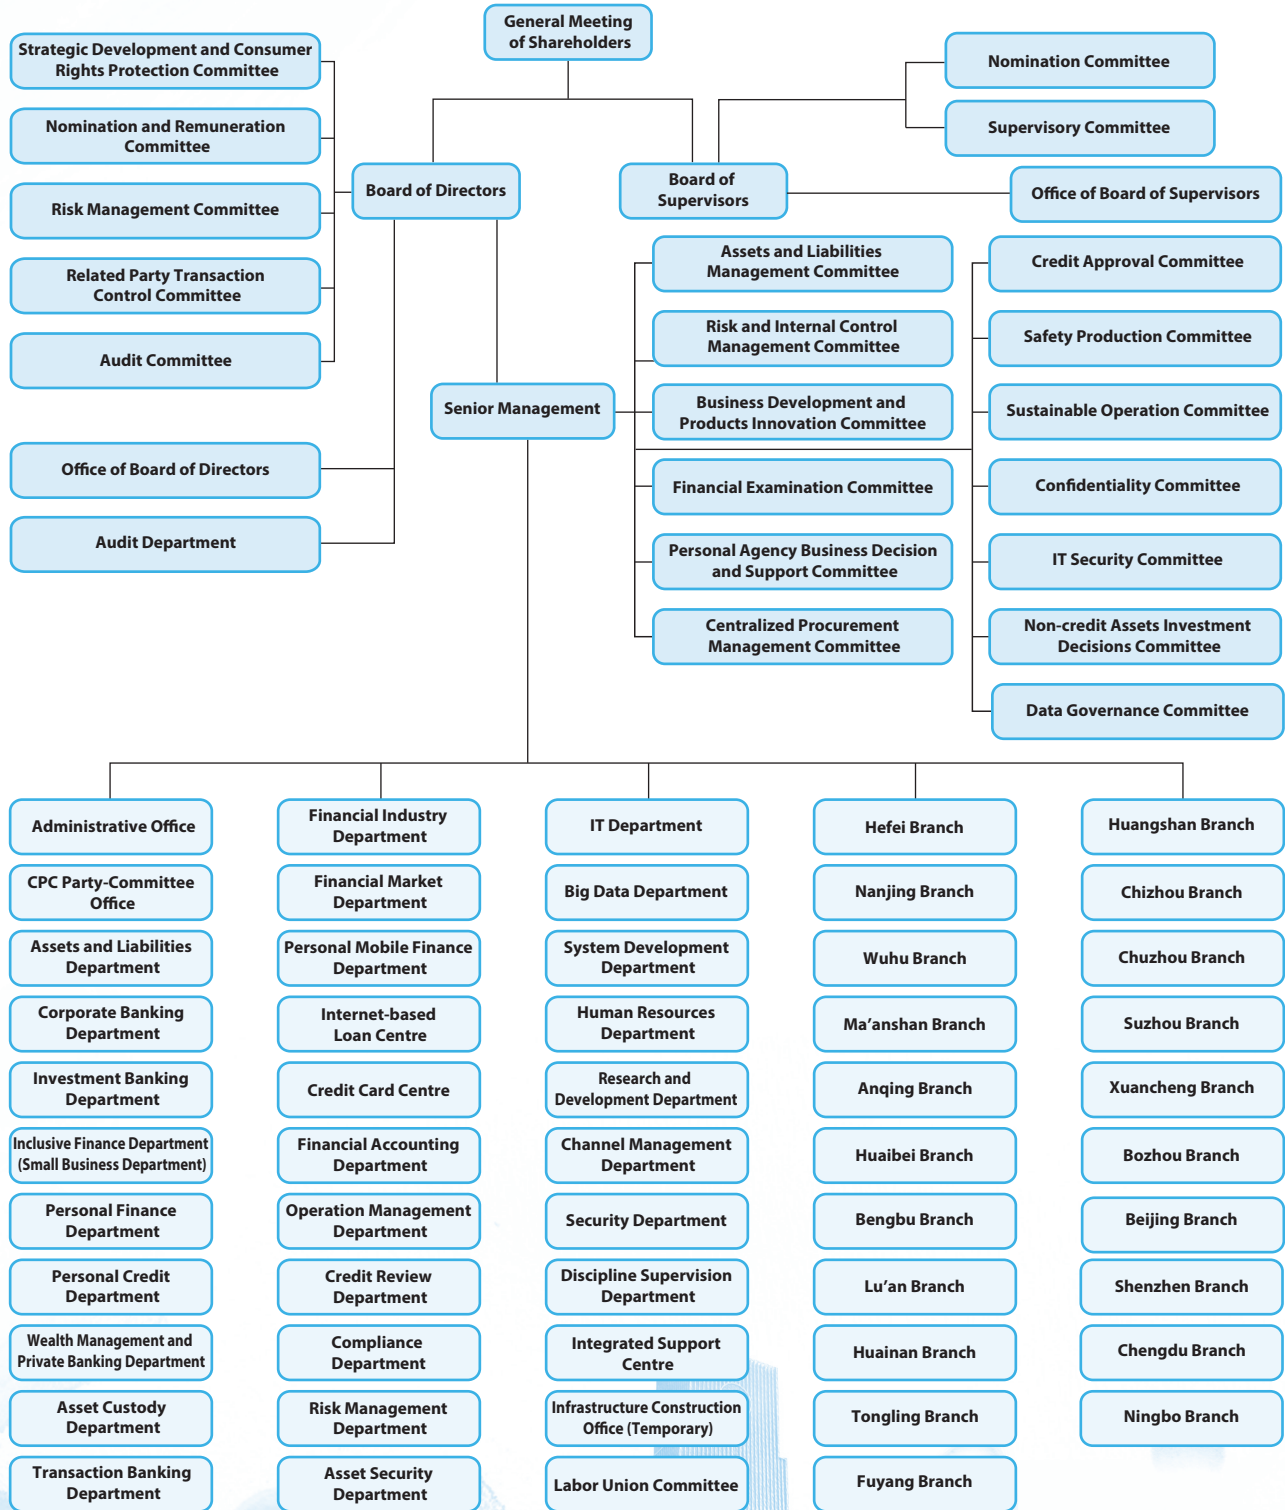 General Meeting
of Shareholders
Strategic Development and Consumer
Rights Protection Committee
Nomination and Remuneration
Committee
Risk Management Committee
Related Party Transaction
Control Committee
Audit Committee
Office of Board of Directors
Audit Department
Board of Directors
Board of
Supervisors
Nomination Committee
Supervisory Committee
Office of Board of Supervisors
Senior Management
Assets and Liabilities
Management Committee
Risk and Internal Control
Management Committee
Business Development and
Products Innovation Committee
Financial Examination Committee
Personal Agency Business Decision
and Support Committee
Centralized Procurement
Management Committee
Credit Approval Committee
Safety Production Committee
Sustainable Operation Committee
Confidentiality Committee
IT Security Committee
Non-credit Assets Investment
Decisions Committee
Data Governance Committee
Administrative Office
CPC Party-Committee
Office
Assets and Liabilities
Department
Corporate Banking
Department
Investment Banking
Department
Inclusive Finance Department
(Small Business Department)
Personal Finance
Department
Personal Credit
Department
Wealth Management and
Private Banking Department
Asset Custody
Department
Transaction Banking
Department
Financial Industry
Department
Financial Market
Department
Personal Mobile Finance
Department
Internet-based
Loan Centre
Credit Card Centre
Financial Accounting
Department
Operation Management
Department
Credit Review
Department
Compliance
Department
Risk Management
Department
Asset Security
Department
IT Department
Big Data Department
System Development
Department
Human Resources
Department
Research and
Development Department
Channel Management
Department
Security Department
Discipline Supervision
Department
Integrated Support
Centre
Infrastructure Construction
Office (Temporary)
Labor Union Committee
Hefei Branch
Nanjing Branch
Wuhu Branch
Ma’anshan Branch
Anqing Branch
Huaibei Branch
Bengbu Branch
Lu’an Branch
Huainan Branch
Tongling Branch
Fuyang Branch
Huangshan Branch
Chizhou Branch
Chuzhou Branch
Suzhou Branch
Xuancheng Branch
Bozhou Branch
Beijing Branch
Shenzhen Branch
Chengdu Branch
Ningbo Branch